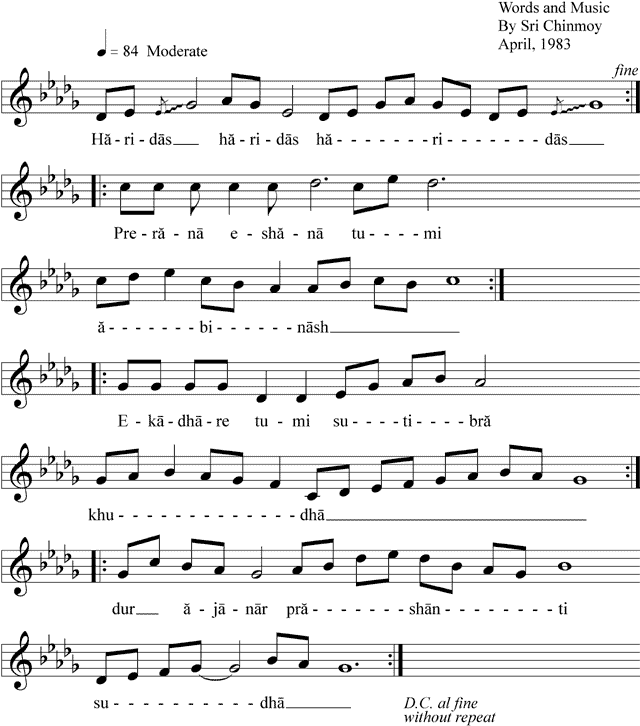 Words and Music
By Sri Chinmoy
April, 1983
= 84 Moderate
fine
Hă - ri - dās hă - ri - dās hă - - - - - - - - ri - - - - - - - - dās
Pre - ră - nā e - shă - nā tu - - - - mi
ă - - - - - - - - bi - - - - - - nāsh
E - kā - dhā - re tu - mi su - - - - ti - - - - bră
khu - - - - - - - - - - - - - dhā
dur ă - jā - nār pră - - - - - - - - shān - - - - - - - - ti
su - - - - - - - - - dhā
D.C. al fine
without repeat